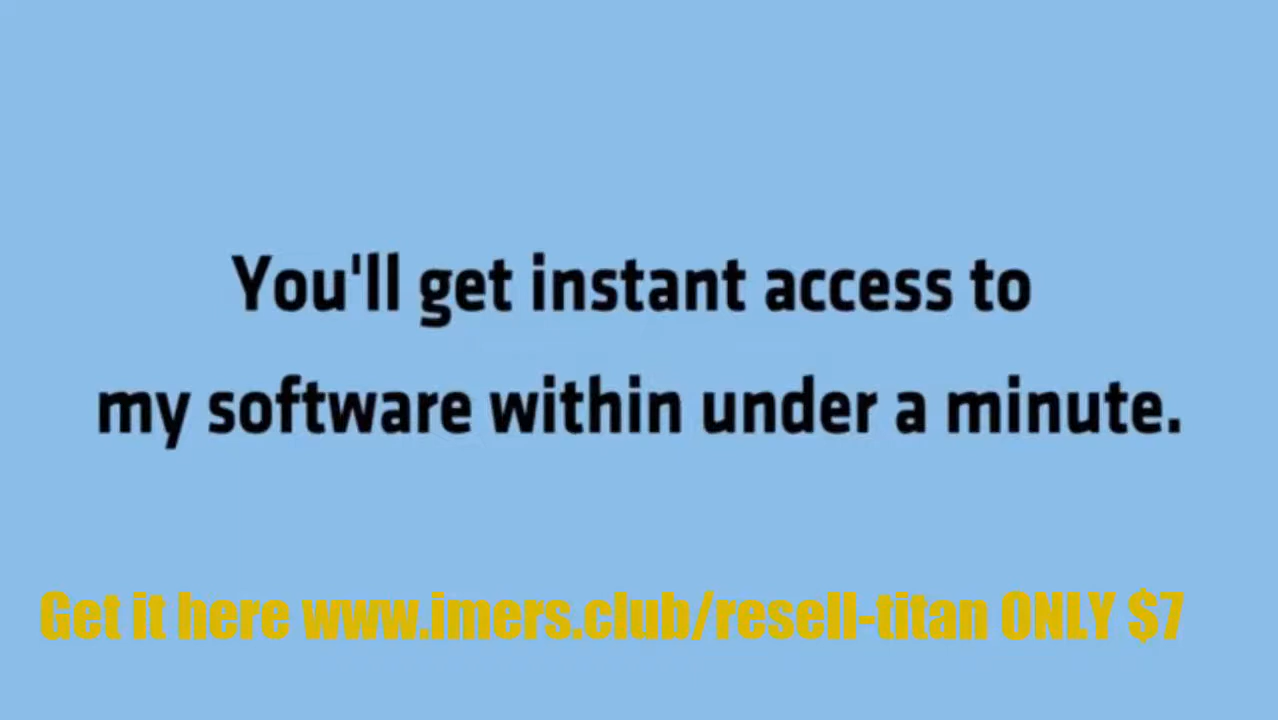 You'll get instant access to
my software within under a minute.
Get it here www.imers.club/resell-titan ONLY $7